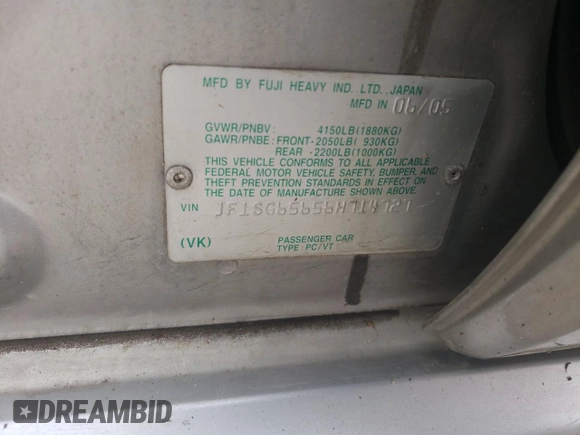 MFD BY FUJI HEAVY IND. LTD., JAPAN
MFD IN 06/05
GVWR/PNBV: 4150LB(1880KG)
GAWR/PNBE: FRONT-2050LB( 930KG)
REAR -2200LB(1000KG)
THIS VEHICLE CONFORMS TO ALL APPLICABLE
FEDERAL MOTOR VEHICLE SAFETY, BUMPER, AND
THEFT PREVENTION STANDARDS IN EFFECT ON
THE DATE OF MANUFACTURE SHOWN ABOVE.
VIN
(VK) PASSENGER CAR
TYPE: PC/VT
DREAMBID